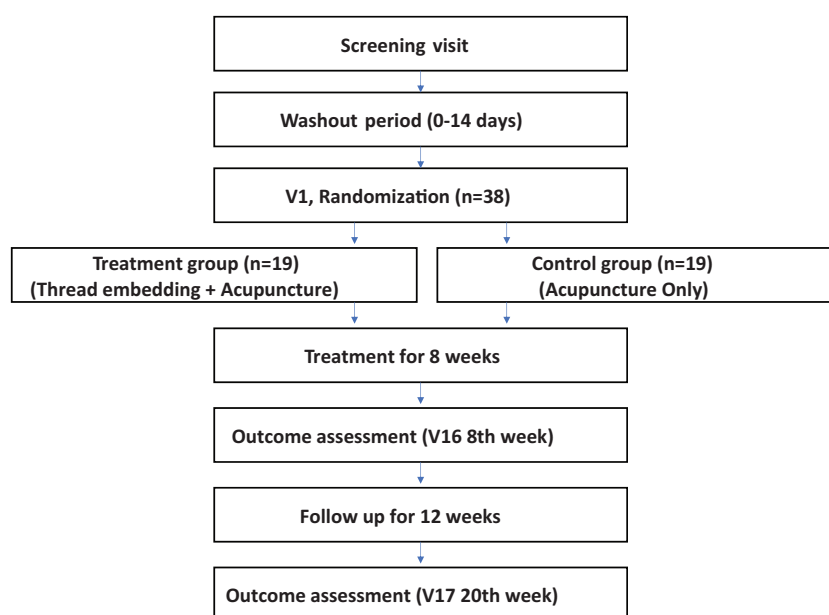 Screening visit
Washout period (0-14 days)
V1, Randomization (n=38)
Treatment group (n=19)
(Thread embedding + Acupuncture)
Control group (n=19)
(Acupuncture Only)
Treatment for 8 weeks
Outcome assessment (V16 8th week)
Follow up for 12 weeks
Outcome assessment (V17 20th week)